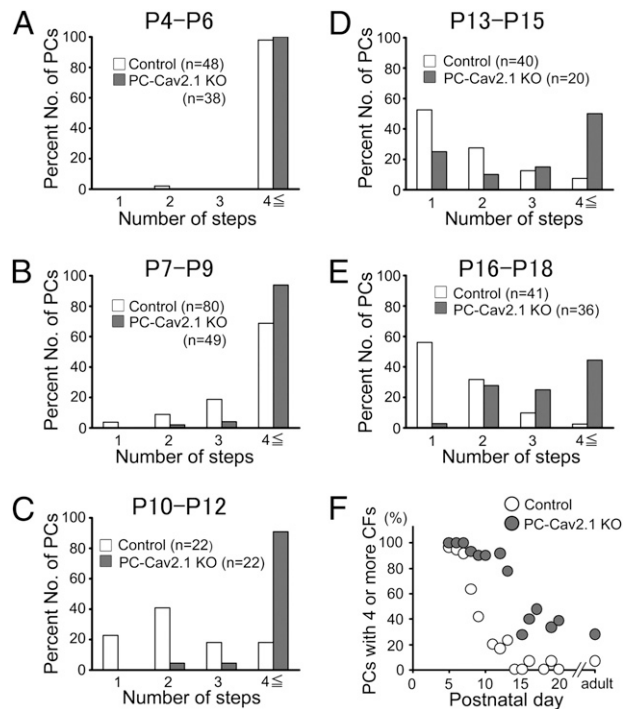 A
P4-P6
Percent No. of PCs
100
80
60
40
20
0
Control (n=48)
PC-Cav2.1 KO
(n=38)
1 2 3 4≦
Number of steps
B
P7-P9
Percent No. of PCs
100
80
60
40
20
0
Control (n=80)
PC-Cav2.1 KO
(n=49)
1 2 3 4≦
Number of steps
C
P10-P12
Percent No. of PCs
100
80
60
40
20
0
Control (n=22)
PC-Cav2.1 KO (n=22)
1 2 3 4≦
Number of steps
D
P13-P15
Percent No. of PCs
100
80
60
40
20
0
Control (n=40)
PC-Cav2.1 KO (n=20)
1 2 3 4≦
Number of steps
E
P16-P18
Percent No. of PCs
100
80
60
40
20
0
Control (n=41)
PC-Cav2.1 KO (n=36)
1 2 3 4≦
Number of steps
F
Control
PC-Cav2.1 KO
PCs with 4 or more CFs
(%)
100
80
60
40
20
0
0 5 10 15 20 adult
Postnatal day